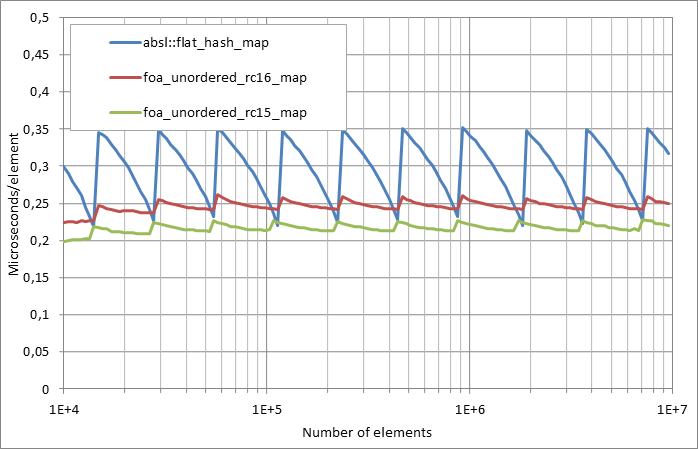 0,5
0,45
0,4
0,35
0,3
0,25
0,2
0,15
0,1
0,05
0
Microseconds/element
absl::flat_hash_map
foa_unordered_rc16_map
foa_unordered_rc15_map
1E+4 1E+5 1E+6 1E+7
Number of elements